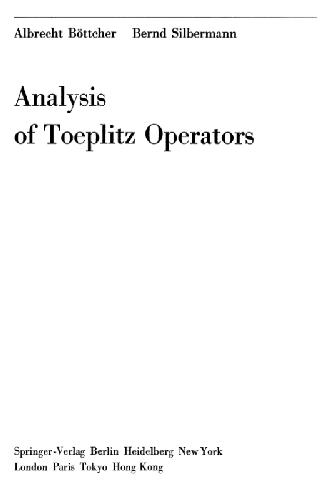 Albrecht Böttcher Bernd Silbermann
Analysis
of Toeplitz Operators
Springer-Verlag Berlin Heidelberg New York
London Paris Tokyo Hong Kong